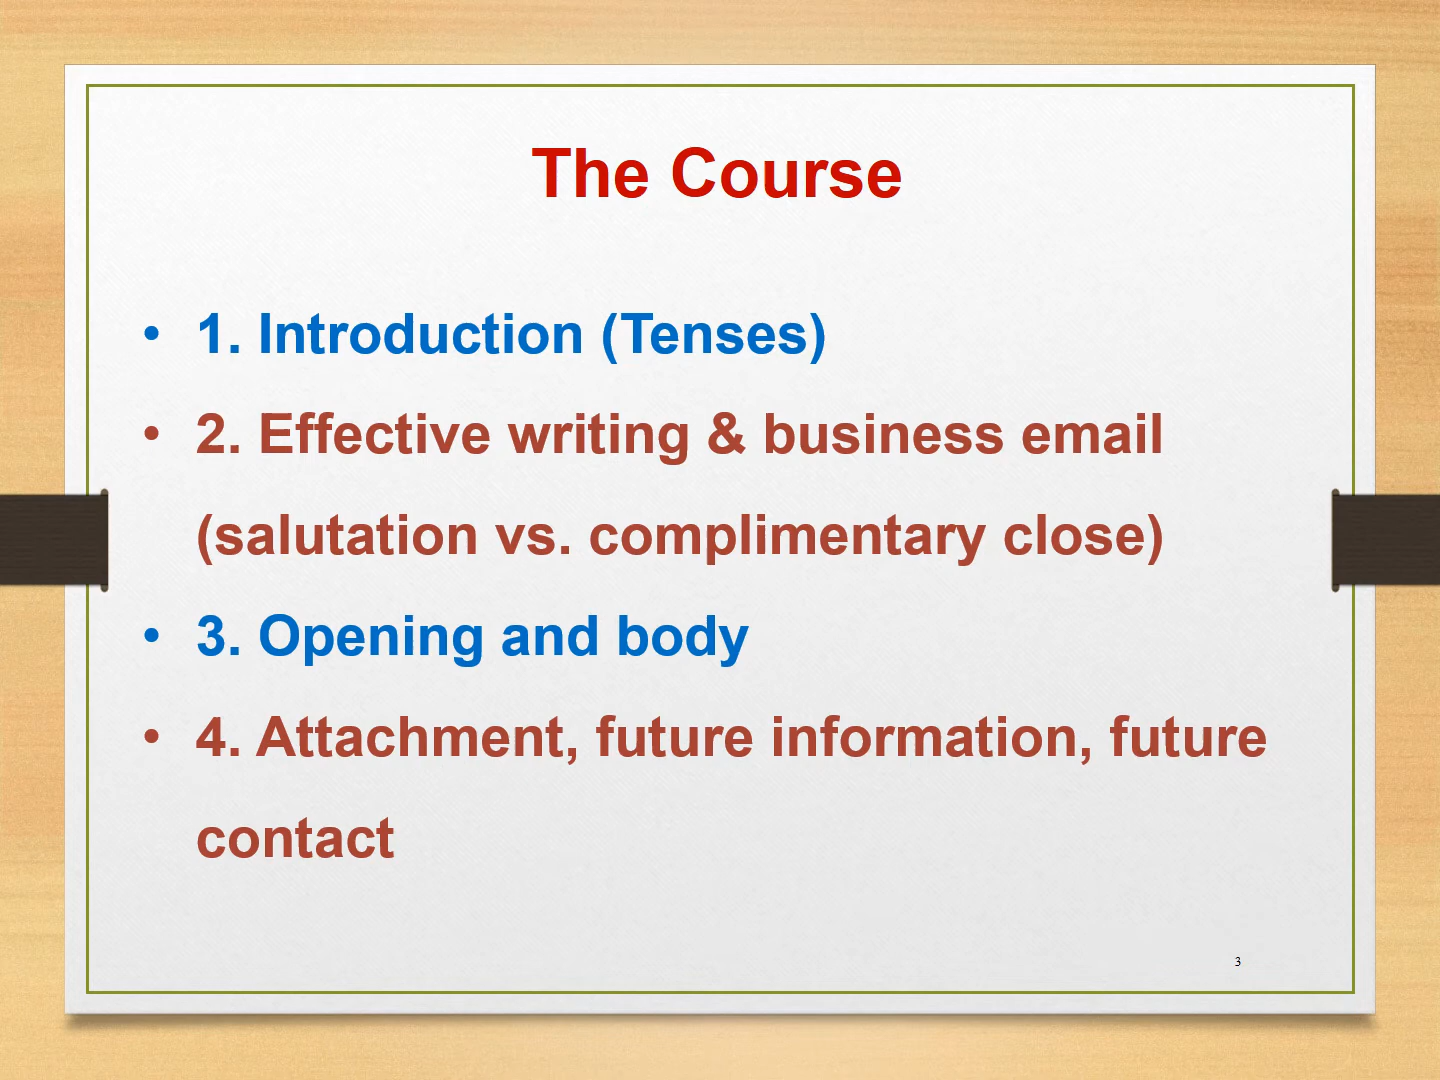 The Course
• 1. Introduction (Tenses)
• 2. Effective writing & business email
(salutation vs. complimentary close)
• 3. Opening and body
• 4. Attachment, future information, future
contact
3